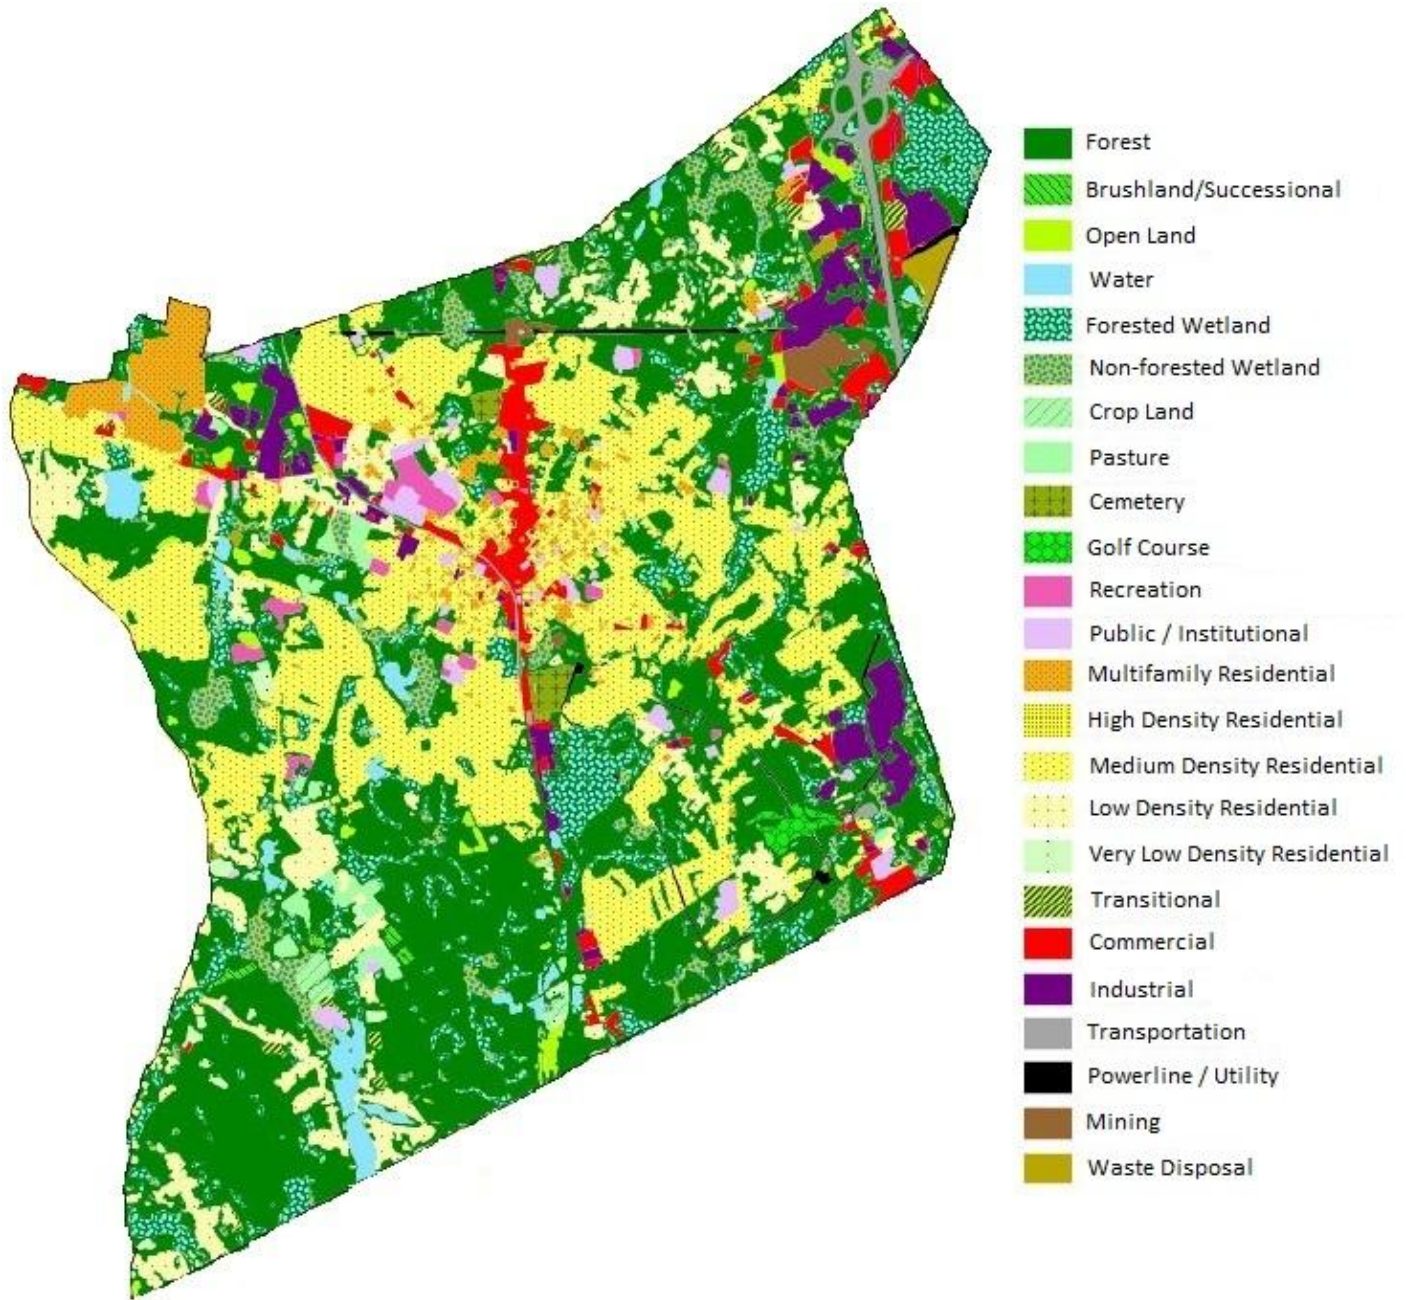 Forest
Brushland/Successional
Open Land
Water
Forested Wetland
Non-forested Wetland
Crop Land
Pasture
Cemetery
Golf Course
Recreation
Public / Institutional
Multifamily Residential
High Density Residential
Medium Density Residential
Low Density Residential
Very Low Density Residential
Transitional
Commercial
Industrial
Transportation
Powerline / Utility
Mining
Waste Disposal